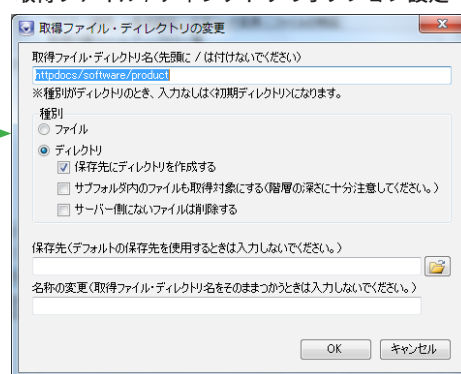 取得ファイル・ディレクトリの変更
取得ファイル・ディレクトリ名(先頭に / は付けないでください)
httpdocs/software/product
※種別がディレクトリのとき、入力なしは<初期ディレクトリ>になります。
種別
ファイル
ディレクトリ
保存先にディレクトリを作成する
サブフォルダ内のファイルも取得対象にする(階層の深さに十分注意してください。)
サーバー側にないファイルは削除する
保存先(デフォルトの保存先を使用するときは入力しないでください。)
名称の変更(取得ファイル・ディレクトリ名をそのままつかうときは入力しないでください。)
OK キャンセル